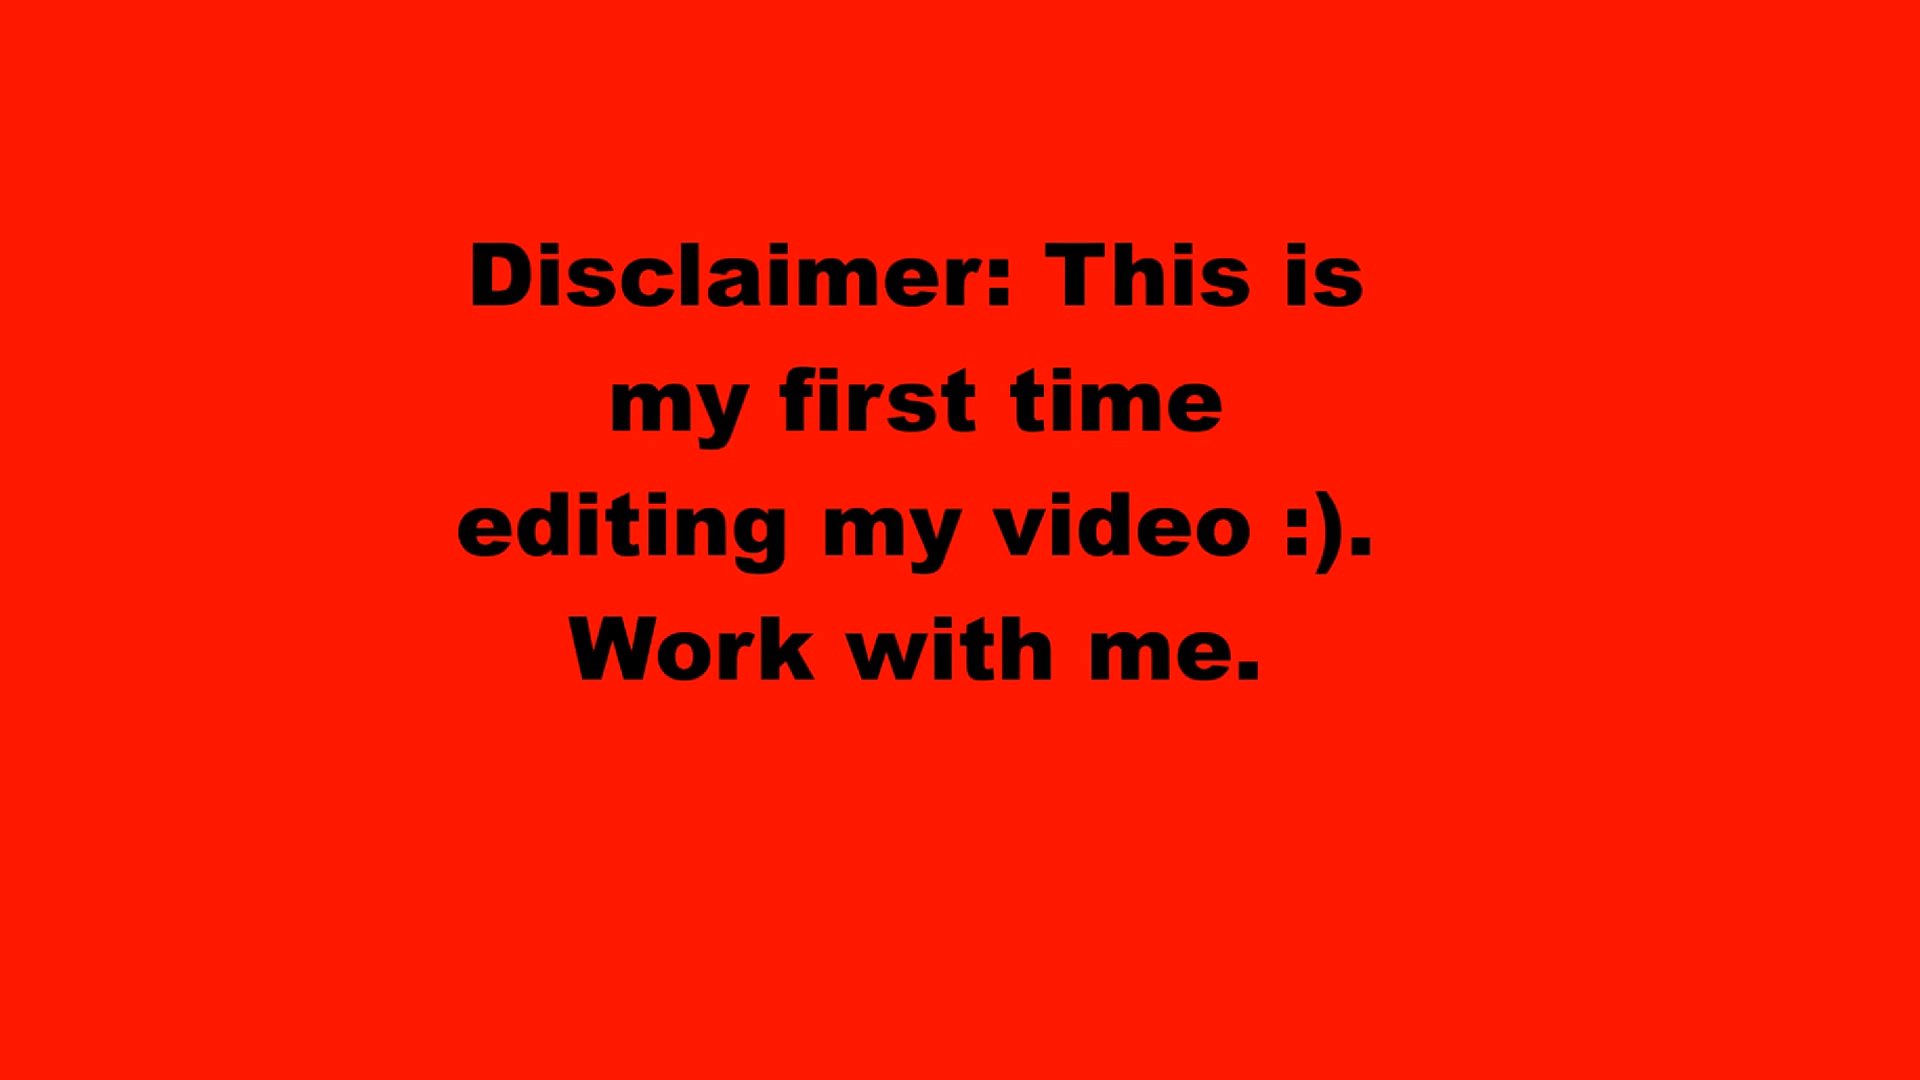 Disclaimer: This is
my first time
editing my video :).
Work with me.